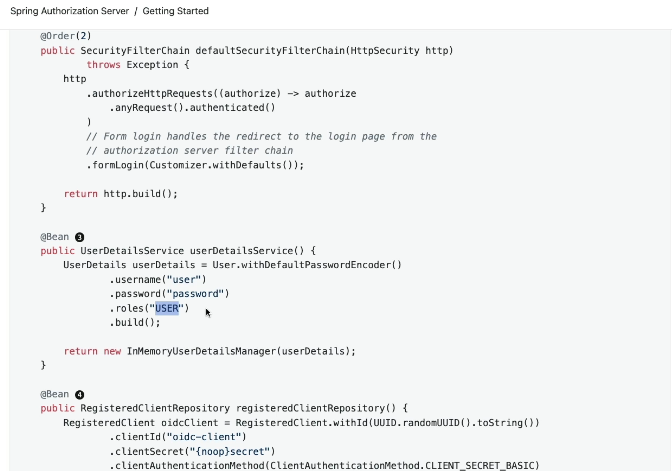 Spring Authorization Server / Getting Started
@Order(2)
public SecurityFilterChain defaultSecurityFilterChain(HttpSecurity http)
throws Exception {
http
.authorizeHttpRequests((authorize) -> authorize
.anyRequest().authenticated()
)
// Form login handles the redirect to the login page from the
// authorization server filter chain
.formLogin(Customizer.withDefaults());
return http.build();
}
@Bean 3
public UserDetailsService userDetailsService() {
UserDetails userDetails = User.withDefaultPasswordEncoder()
.username("user")
.password("password")
.roles("USER")
.build();
return new InMemoryUserDetailsManager(userDetails);
}
@Bean 4
public RegisteredClientRepository registeredClientRepository() {
RegisteredClient oidcClient = RegisteredClient.withId(UUID.randomUUID().toString())
.clientId("oidc-client")
.clientSecret("{noop}secret")
.clientAuthenticationMethod(ClientAuthenticationMethod.CLIENT_SECRET_BASIC)